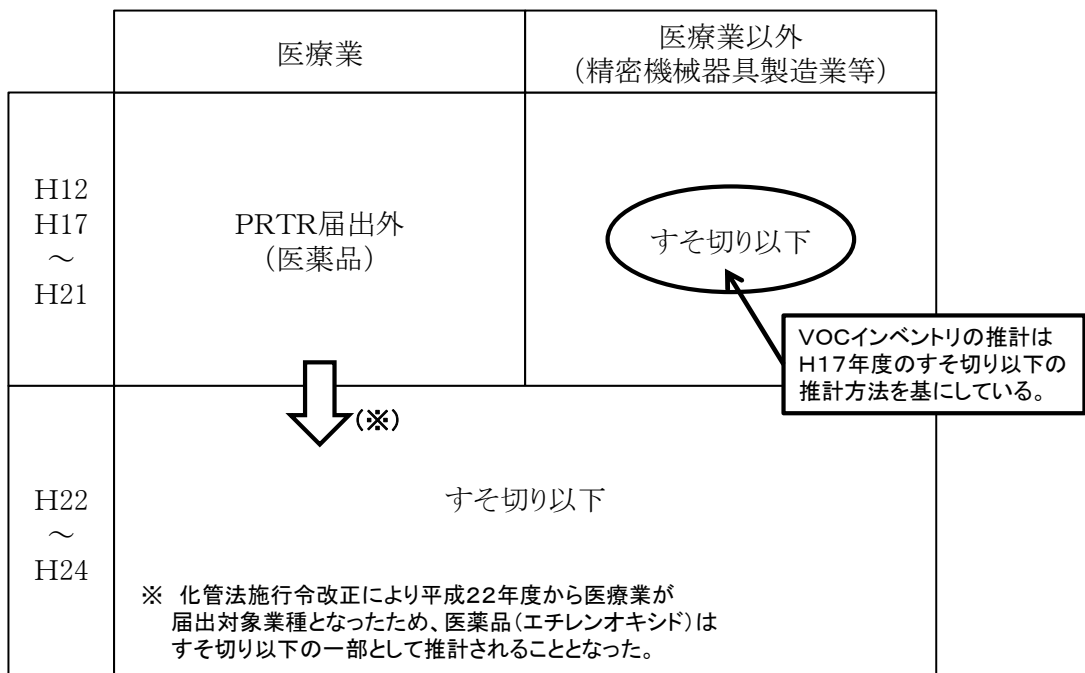 医療業
医療業以外
(精密機械器具製造業等)
H12
H17
～
H21
PRTR届出外
(医薬品)
すそ切り以下
VOCインベントリの推計は
H17年度のすそ切り以下の
推計方法を基にしている。
(※)
H22
～
H24
すそ切り以下
※ 化管法施行令改正により平成22年度から医療業が
届出対象業種となったため、医薬品(エチレンオキシド)は
すそ切り以下の一部として推計されることとなった。